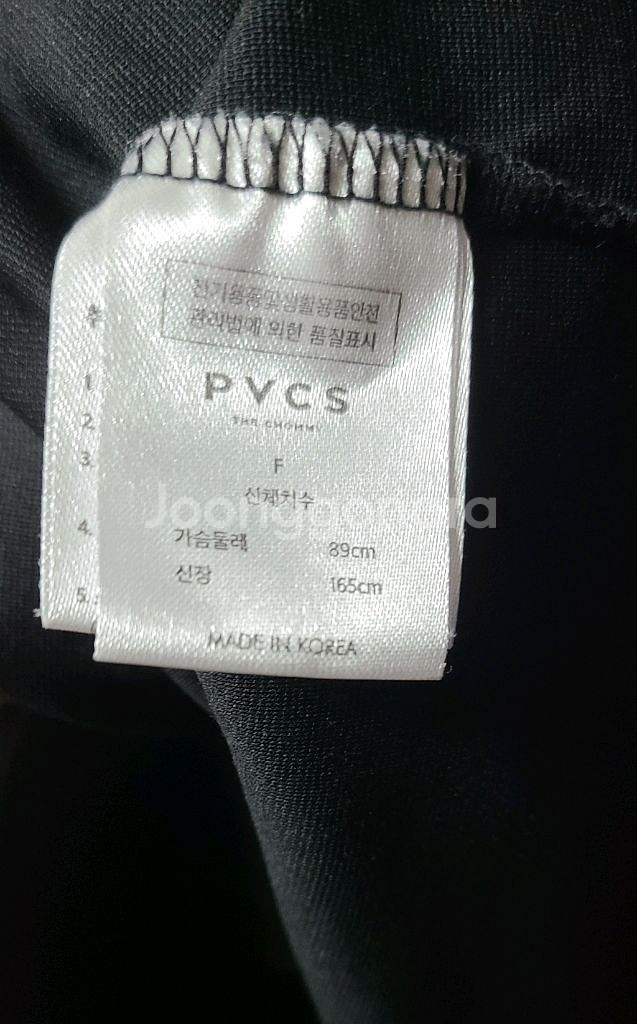 전기용품및생활용품안전
관리법에 의한 품질표시
PVCS
F
신체치수
Joonggonara
가슴둘레 89cm
신장 165cm
MADE IN KOREA
1
2.
3.
4.
5.